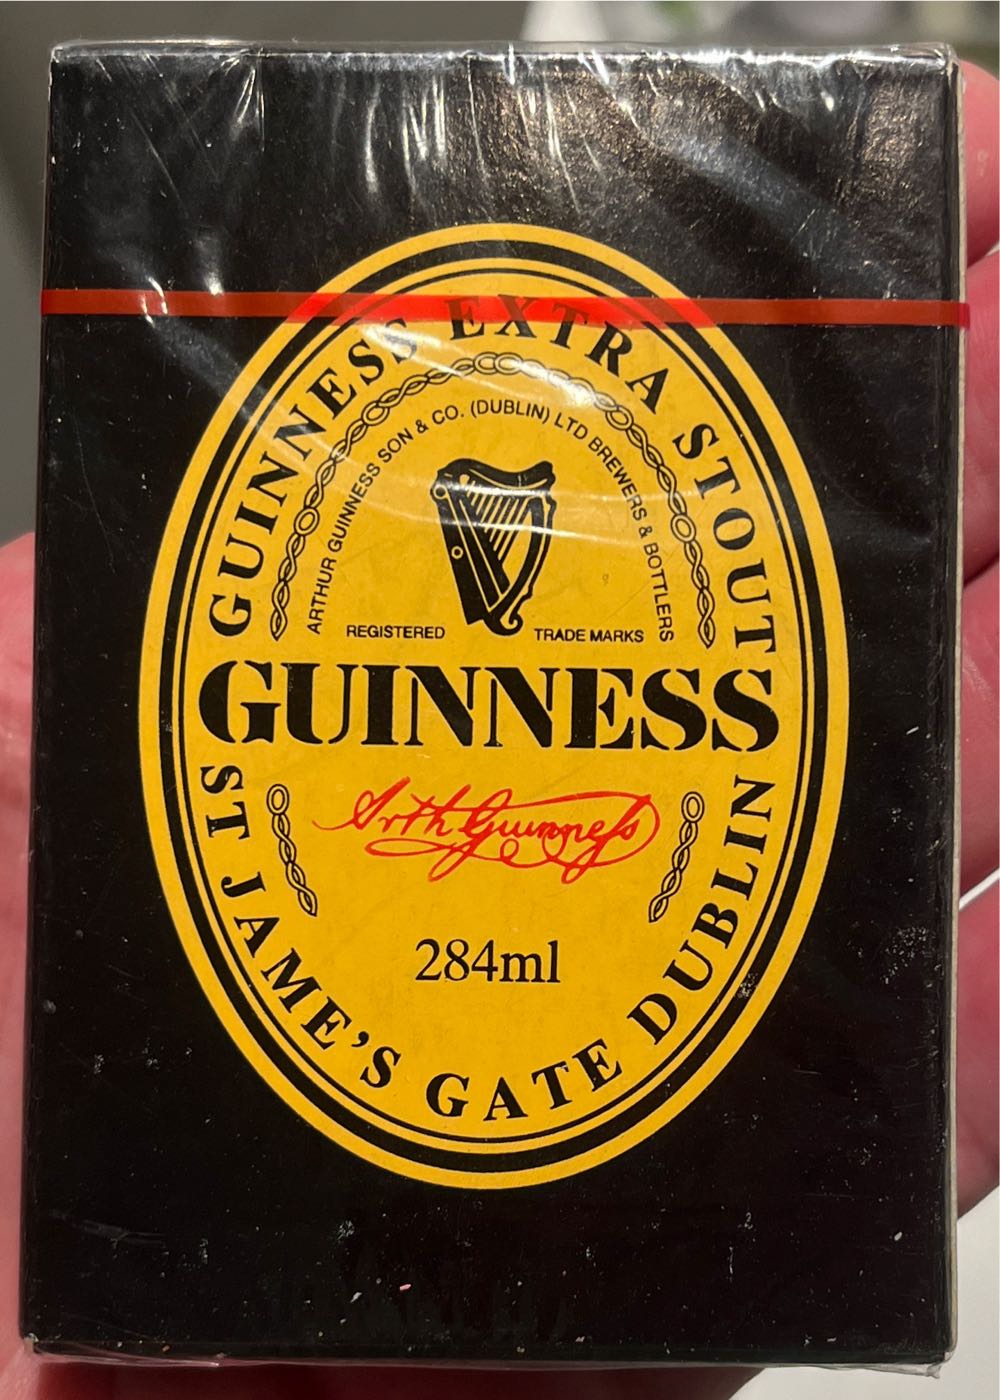 GUINNESS EXTRA STOUT
ARTHUR GUINNESS SON & CO. (DUBLIN) LTD BREWERS & BOTTLERS
REGISTERED TRADE MARKS
GUINNESS
Arth Guinness
284ml
ST JAME'S GATE DUBLIN